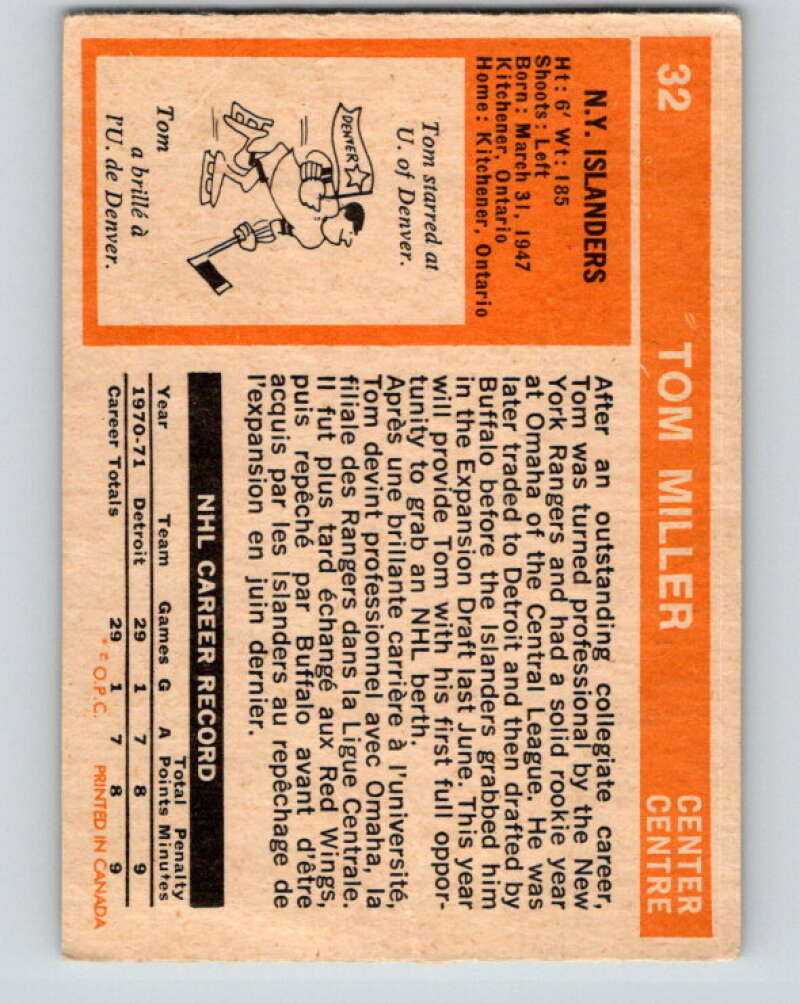 32
TOM MILLER
CENTER
CENTRE
N.Y. ISLANDERS
Ht: 6' Wt: 185
Shoots: Left
Born: March 31, 1947
Kitchener, Ontario
Home: Kitchener, Ontario
Tom starred at
U. of Denver.
DENVER
Tom
a brillé à
l'U. de Denver.
After an outstanding collegiate career,
Tom was turned professional by the New
York Rangers and had a solid rookie year
at Omaha of the Central League. He was
later traded to Detroit and then drafted by
Buffalo before the Islanders grabbed him
in the Expansion Draft last June. This year
will provide Tom with his first full oppor-
tunity to grab an NHL berth.
Après une brillante carrière à l'université,
Tom devint professionnel avec Omaha, la
filiale des Rangers dans la Ligue Centrale.
Il fut plus tard échangé aux Red Wings,
puis repêché par Buffalo avant d'être
acquis par les Islanders au repêchage de
l'expansion en juin dernier.
NHL CAREER RECORD
Total Penalty
Year Team Games G A Points Minutes
1970-71 Detroit 29 1 7 8 9
Career Totals 29 1 7 8 9
* © O.P.C. PRINTED IN CANADA